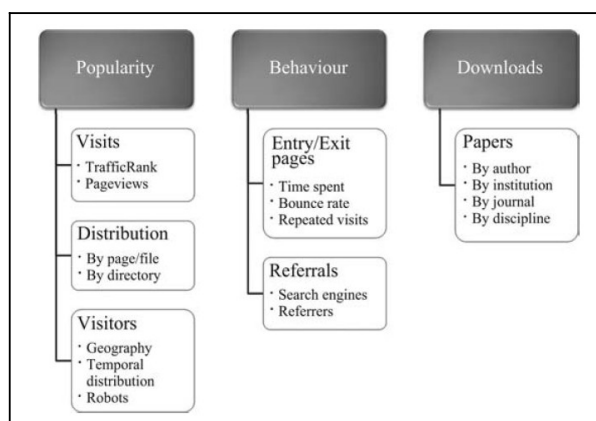 Popularity
Visits
· TrafficRank
· Pageviews
Distribution
· By page/file
· By directory
Visitors
· Geography
· Temporal
distribution
· Robots
Behaviour
Entry/Exit
pages
· Time spent
· Bounce rate
· Repeated visits
Referrals
· Search engines
· Referrers
Downloads
Papers
· By author
· By institution
· By journal
· By discipline